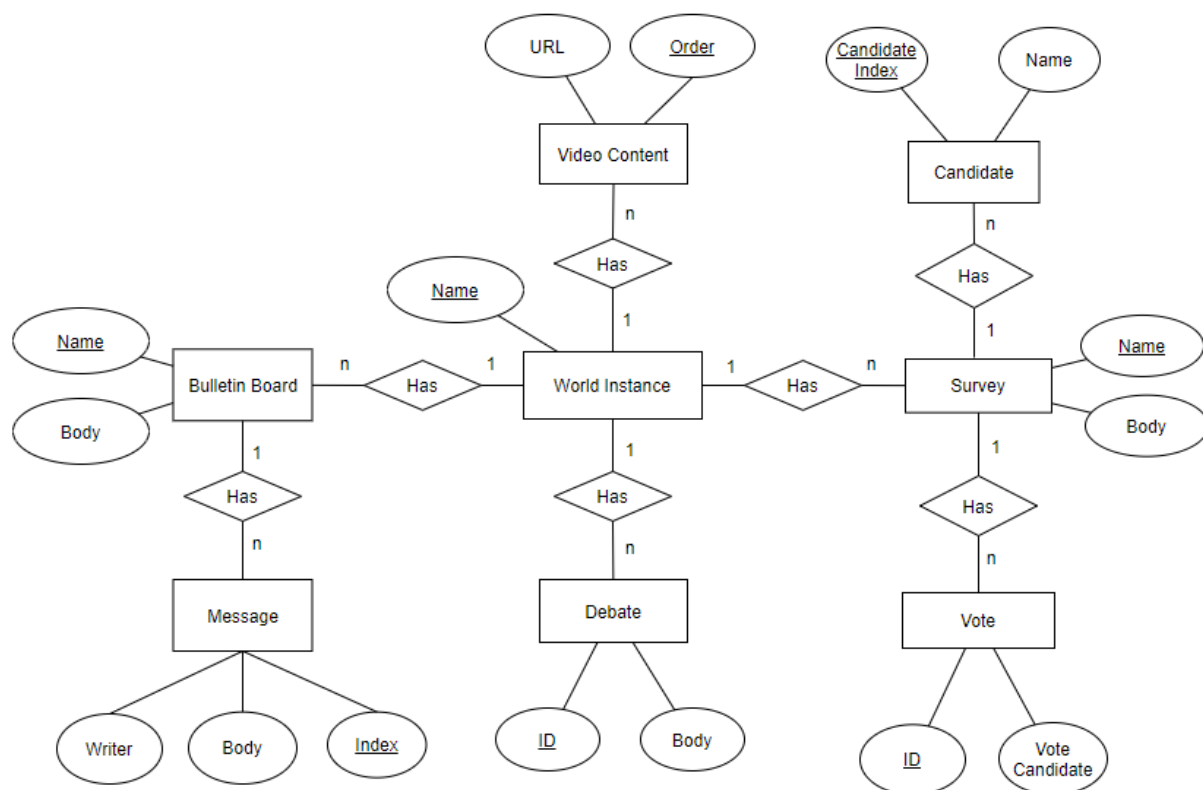 URL
Order
Candidate
Index
Name
Video Content
Candidate
n
n
Has
Has
Name
1
1
Name
Name
Bulletin Board
n
Has
1
World Instance
1
Has
n
Survey
Body
Body
1
1
1
Has
Has
Has
n
n
n
Message
Debate
Vote
Writer
Body
Index
ID
Body
ID
Vote
Candidate